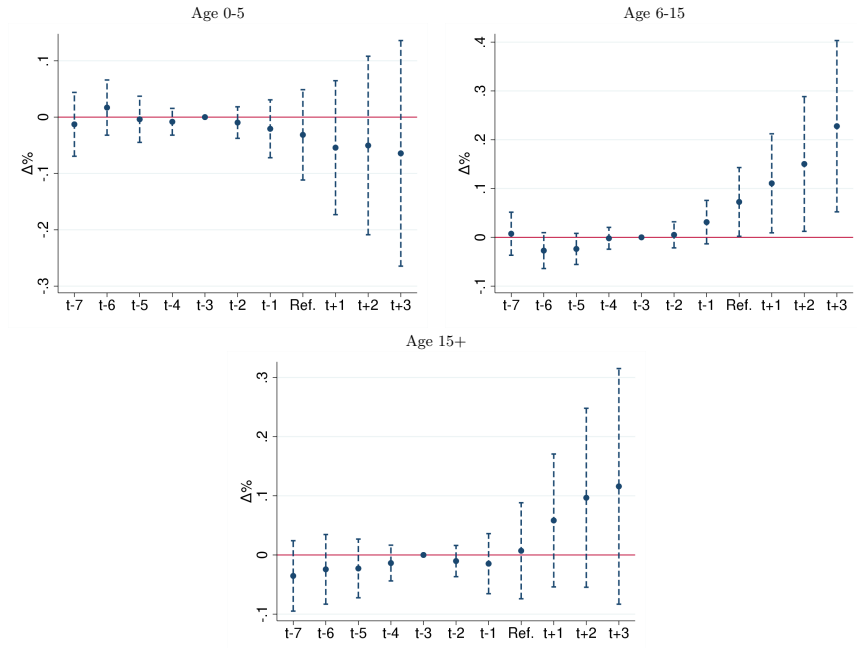 Age 0-5
Δ%
.1
0
-.1
-.2
-.3
t-7 t-6 t-5 t-4 t-3 t-2 t-1 Ref. t+1 t+2 t+3
Age 6-15
Δ%
.4
.3
.2
.1
0
-.1
t-7 t-6 t-5 t-4 t-3 t-2 t-1 Ref. t+1 t+2 t+3
Age 15+
Δ%
.3
.2
.1
0
-.1
t-7 t-6 t-5 t-4 t-3 t-2 t-1 Ref. t+1 t+2 t+3